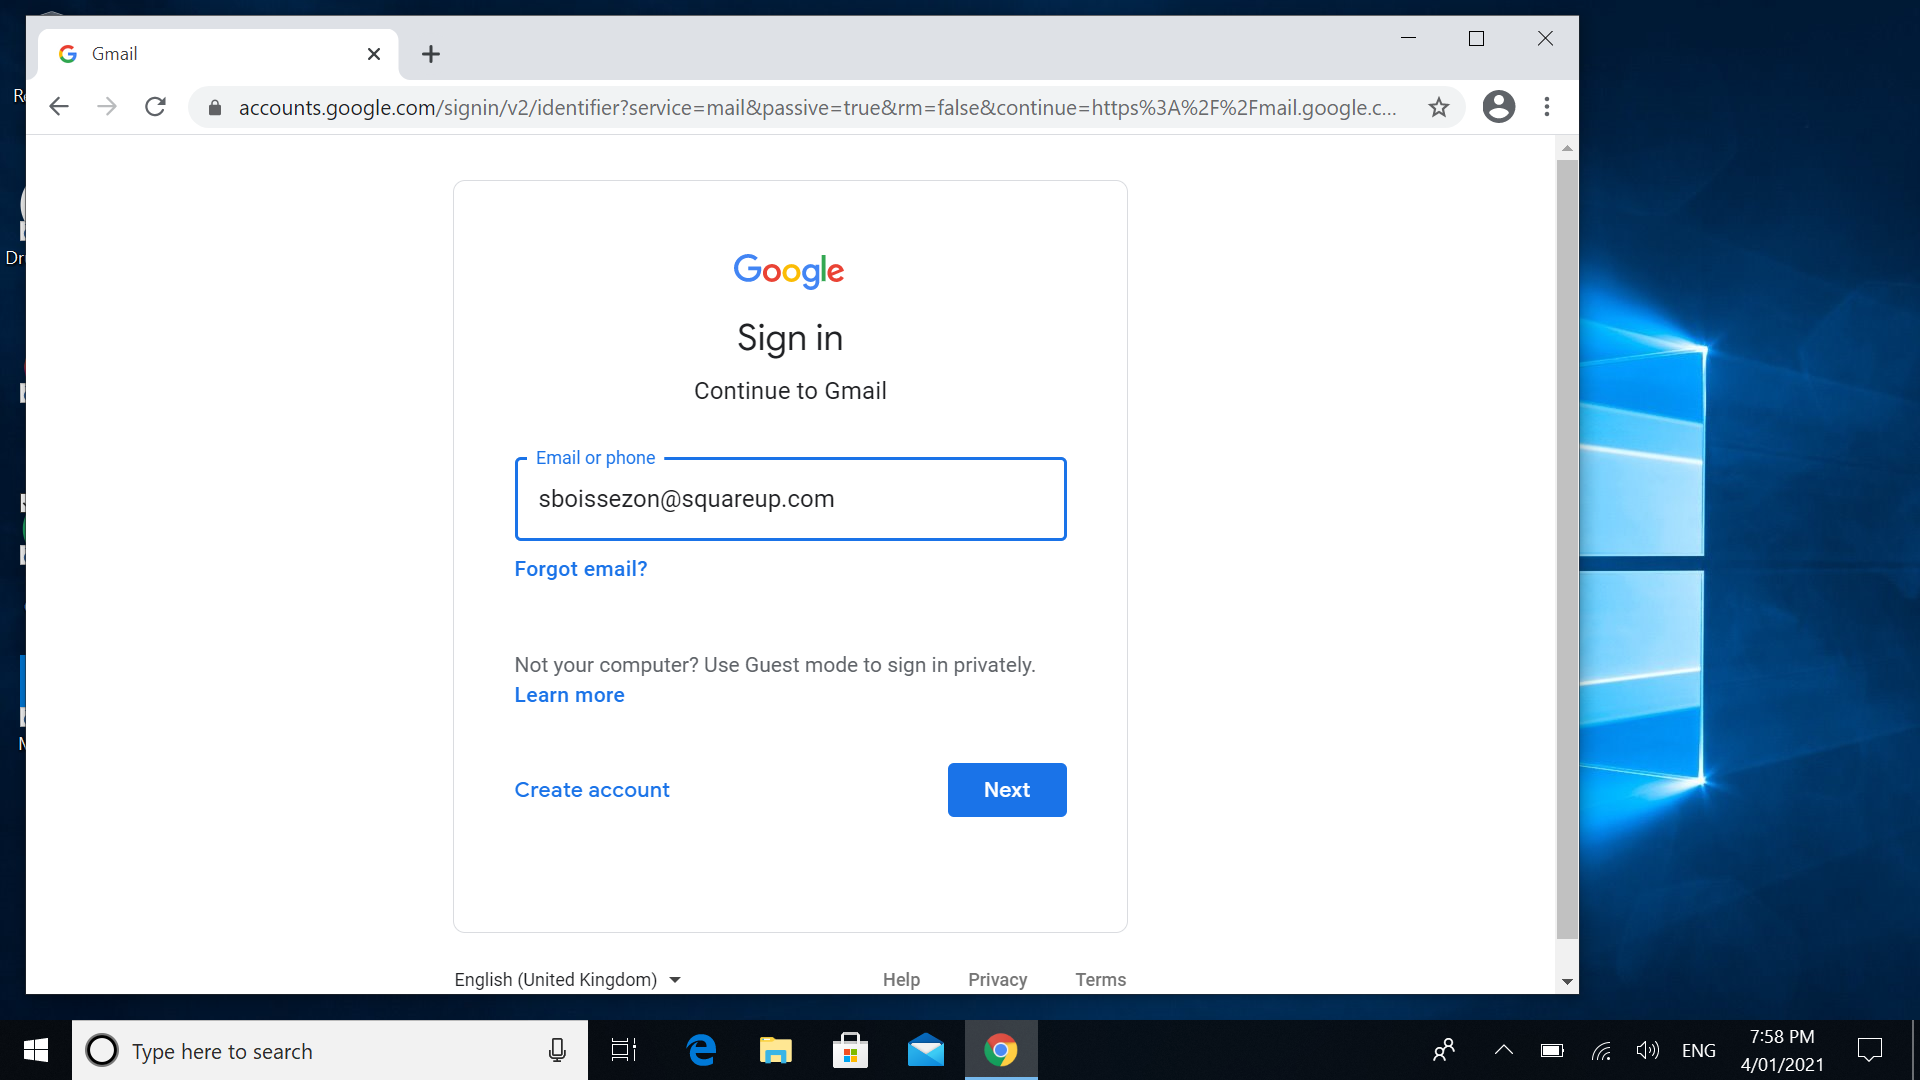 Gmail
accounts.google.com/signin/v2/identifier?service=mail&passive=true&rm=false&continue=https%3A%2F%2Fmail.google.c...
Google
Sign in
Continue to Gmail
Email or phone
sboissezon@squareup.com
Forgot email?
Not your computer? Use Guest mode to sign in privately.
Learn more
Create account
Next
English (United Kingdom)
Help
Privacy
Terms
Type here to search
ENG
7:58 PM
4/01/2021